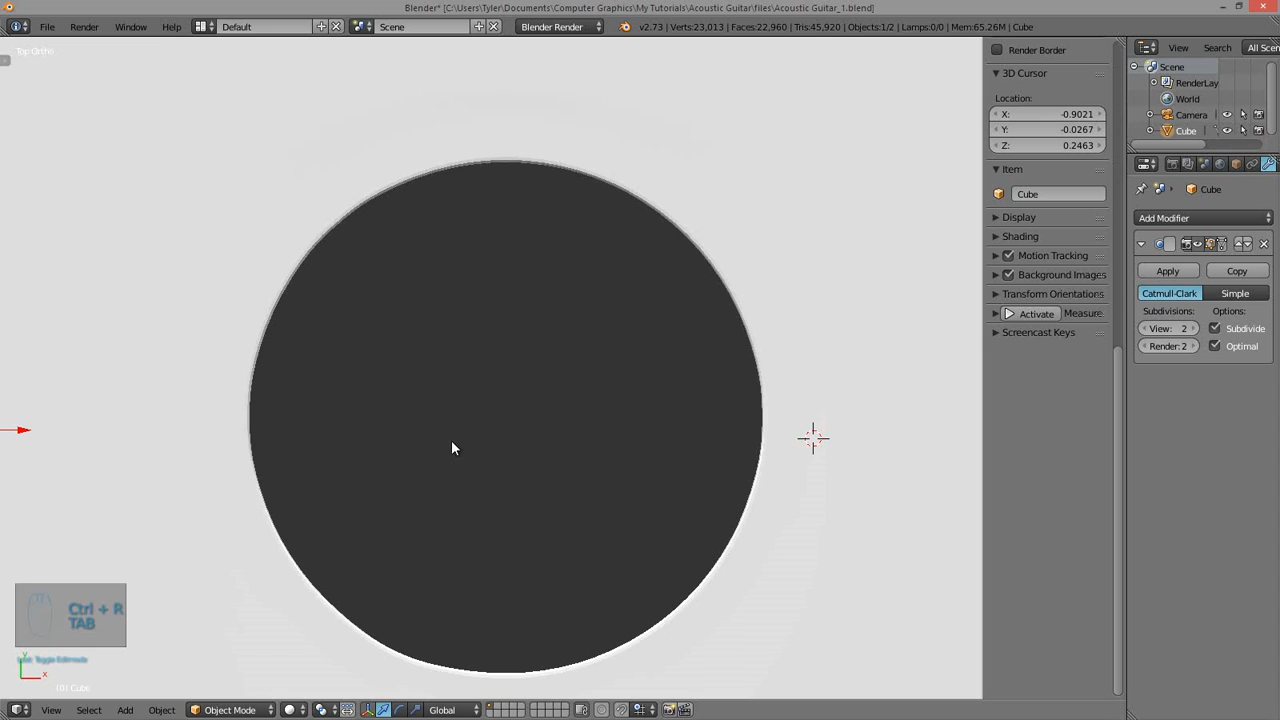 Blender* [C:\Users\Tyler\Documents\Computer Graphics\My Tutorials\Acoustic Guitar\files\Acoustic Guitar_1.blend]
File Render Window Help Default Scene Blender Render v2.73 | Verts:23,013 | Faces:22,960 | Tris:45,920 | Objects:1/2 | Lamps:0/0 | Mem:65.26M | Cube
Top Ortho
Render Border
3D Cursor
Location:
X: -0.9021
Y: -0.0267
Z: 0.2463
Item
Cube
Display
Shading
Motion Tracking
Background Images
Transform Orientations
Activate Measure
Screencast Keys
View Search All Scen
Scene
RenderLay
World
Camera
Cube
Cube
Add Modifier
Apply Copy
Catmull-Clark Simple
Subdivisions: Options:
View: 2 Subdivide
Render: 2 Optimal
Ctrl + R
TAB
Last: Toggle Editmode
y
x
(0) Cube
View Select Add Object Object Mode Global